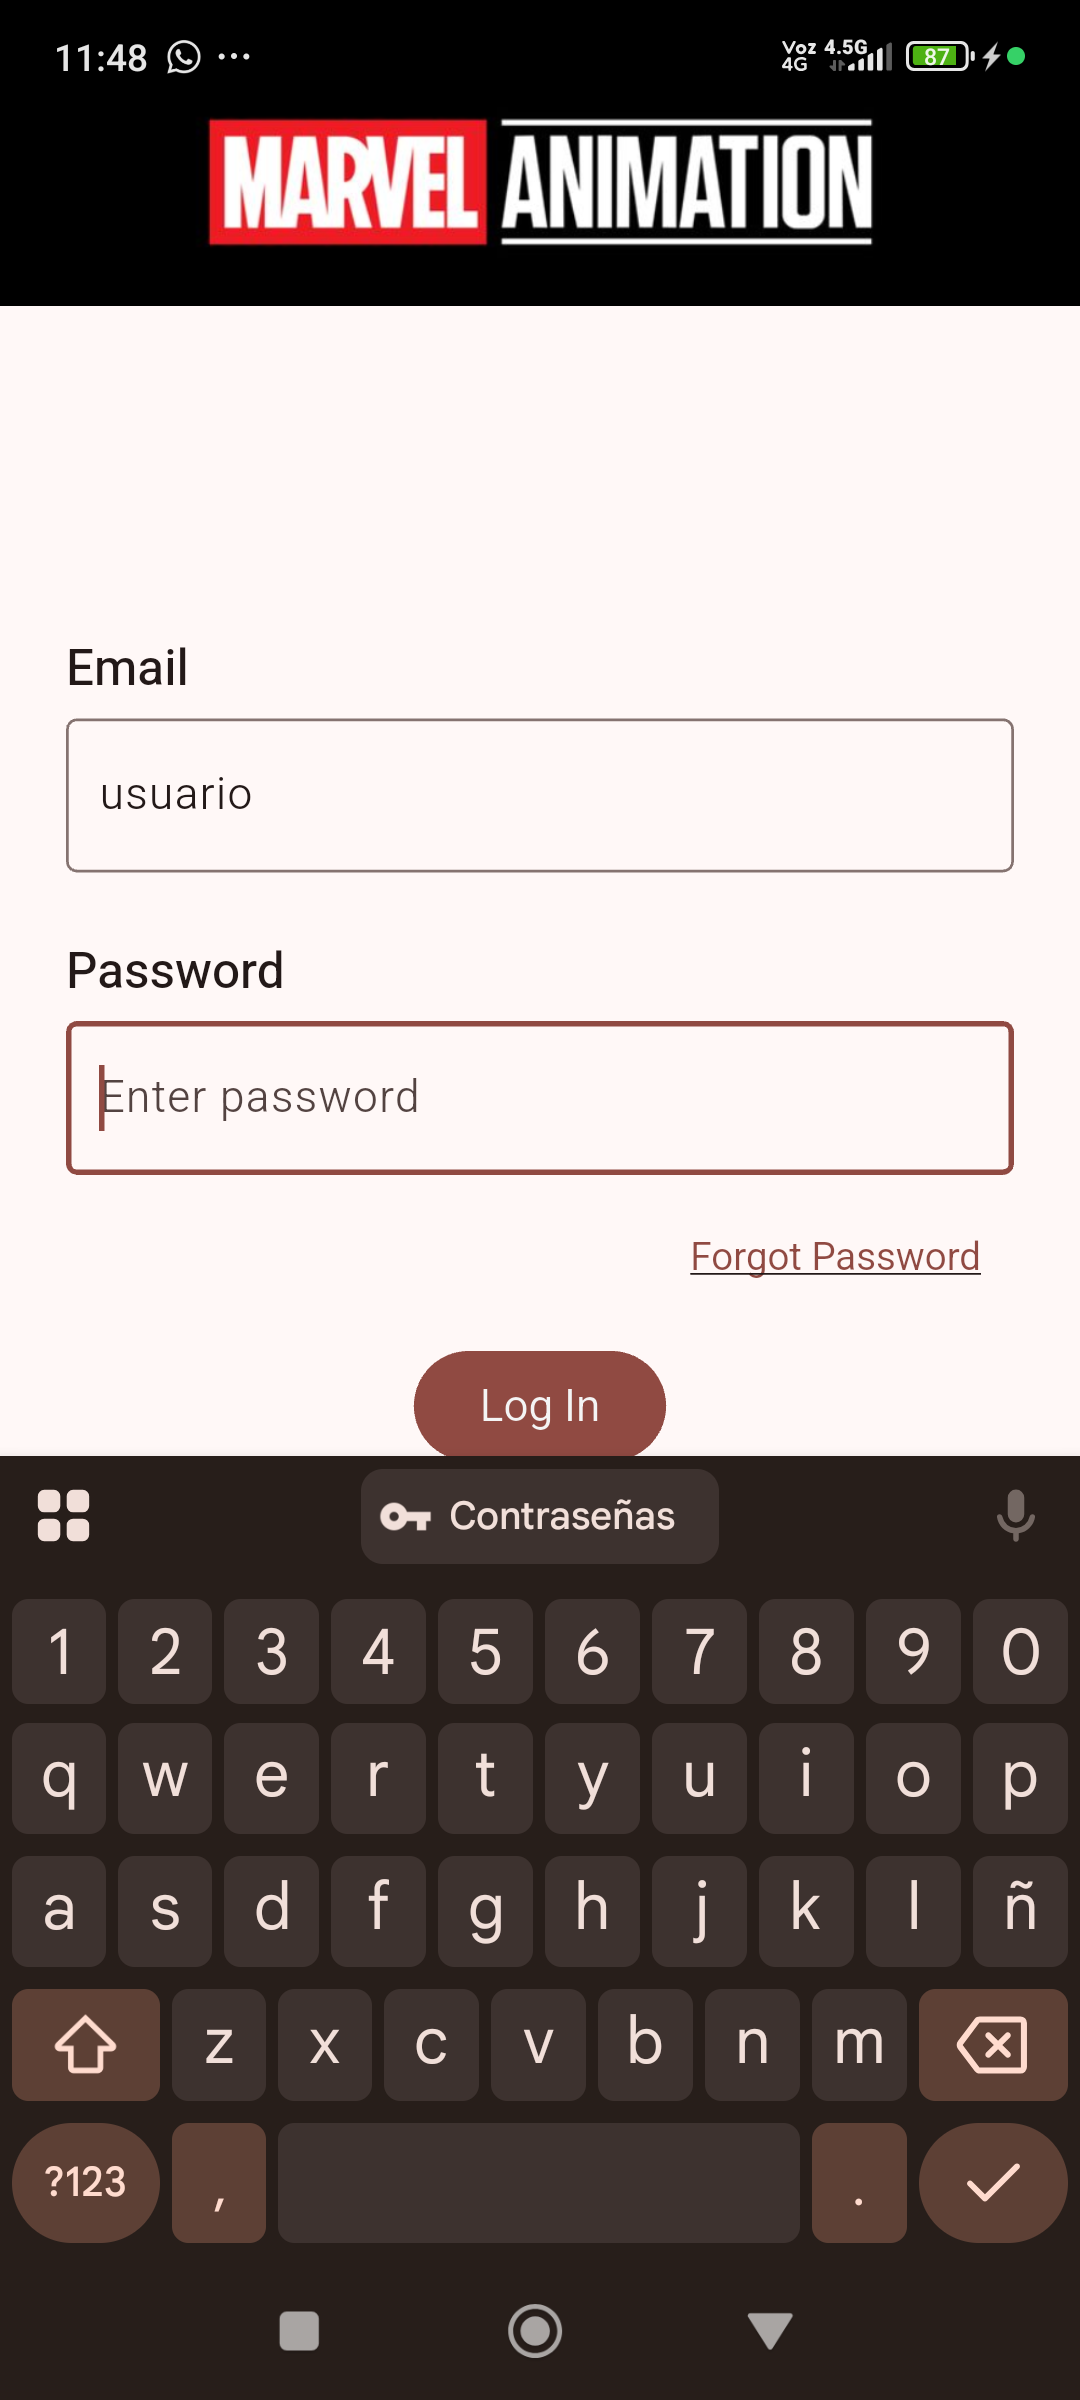 11:48 ... Voz 4G 4.5G 87
MARVEL ANIMATION
Email
usuario
Password
Enter password
Forgot Password
Log In
Contraseñas
1 2 3 4 5 6 7 8 9 0
q w e r t y u i o p
a s d f g h j k l ñ
z x c v b n m
?123 , .